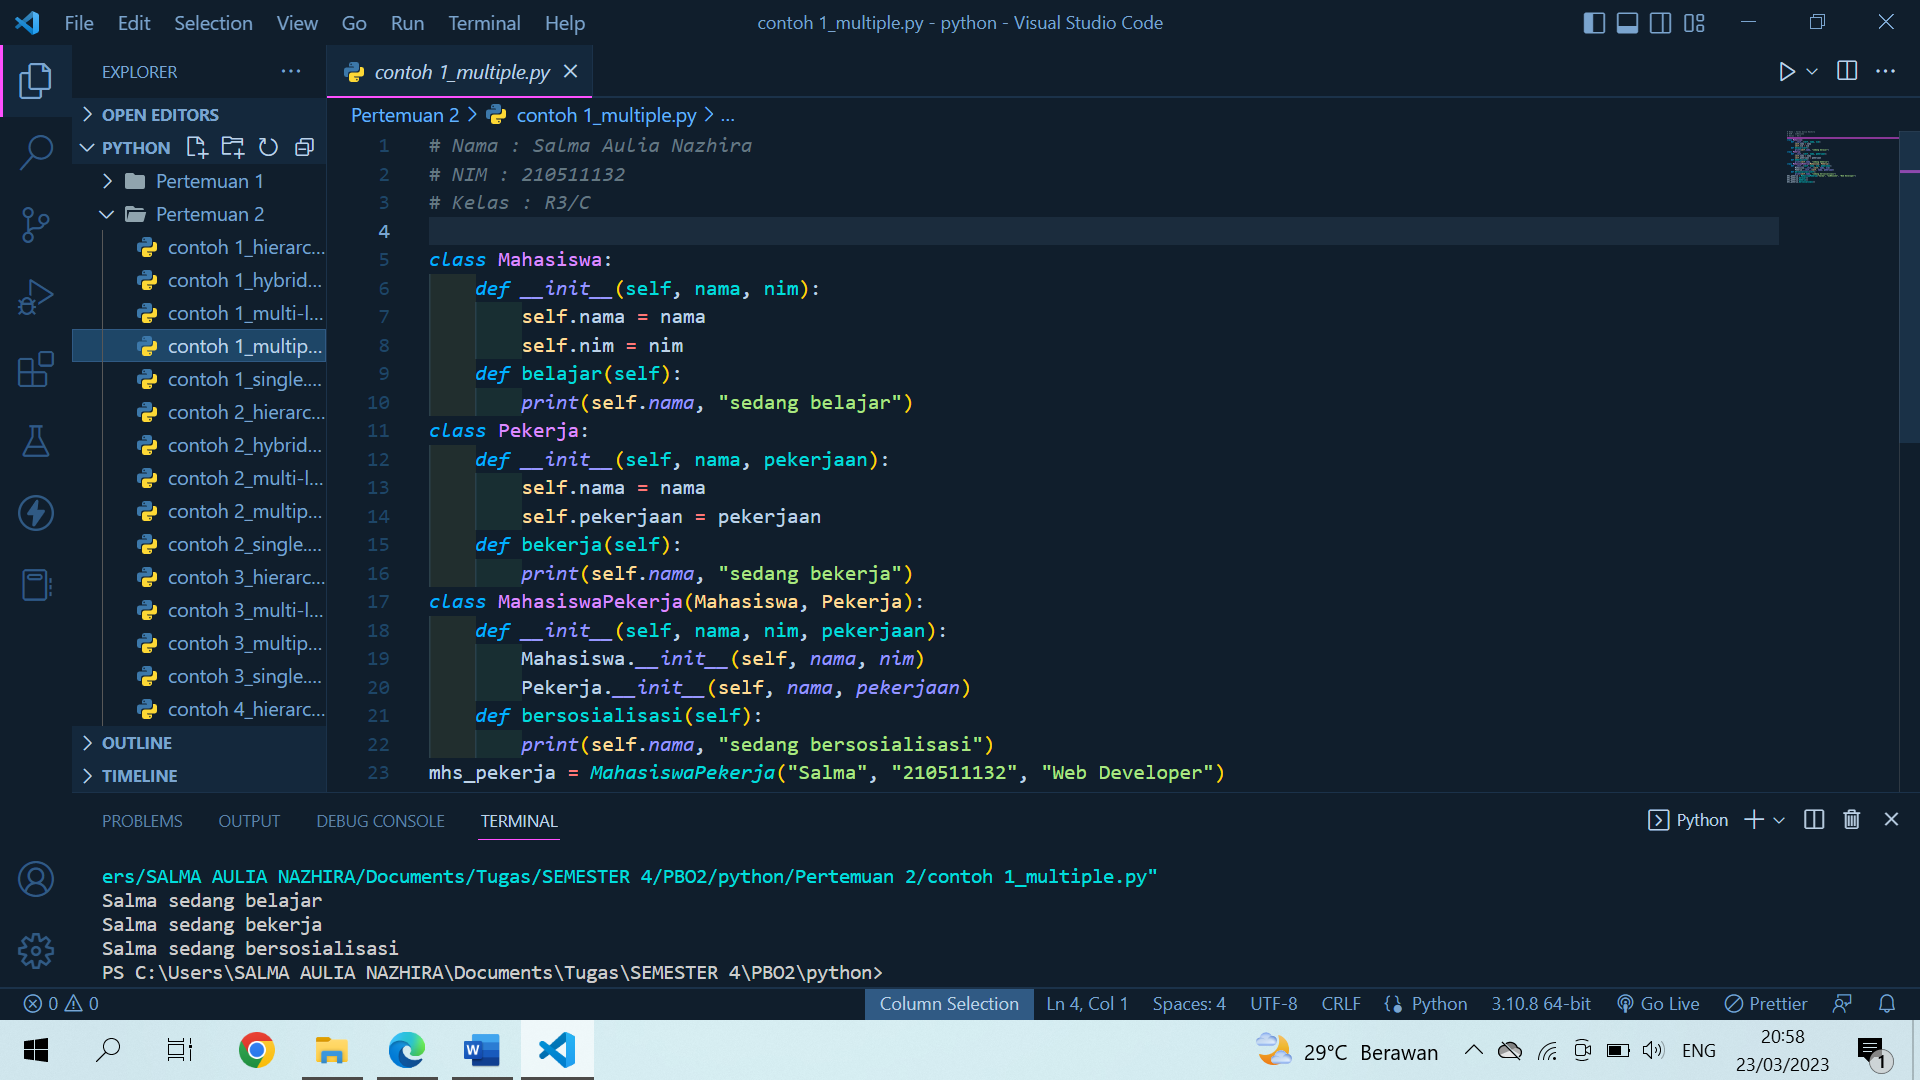 File Edit Selection View Go Run Terminal Help
contoh 1_multiple.py - python - Visual Studio Code
EXPLORER
contoh 1_multiple.py
OPEN EDITORS
PYTHON
Pertemuan 1
Pertemuan 2
contoh 1_hierarc...
contoh 1_hybrid...
contoh 1_multi-l...
contoh 1_multip...
contoh 1_single....
contoh 2_hierarc...
contoh 2_hybrid...
contoh 2_multi-l...
contoh 2_multip...
contoh 2_single....
contoh 3_hierarc...
contoh 3_multi-l...
contoh 3_multip...
contoh 3_single....
contoh 4_hierarc...
OUTLINE
TIMELINE
Pertemuan 2 > contoh 1_multiple.py > ...
1 # Nama : Salma Aulia Nazhira
2 # NIM : 210511132
3 # Kelas : R3/C
4
5 class Mahasiswa:
6 def __init__(self, nama, nim):
7 self.nama = nama
8 self.nim = nim
9 def belajar(self):
10 print(self.nama, "sedang belajar")
11 class Pekerja:
12 def __init__(self, nama, pekerjaan):
13 self.nama = nama
14 self.pekerjaan = pekerjaan
15 def bekerja(self):
16 print(self.nama, "sedang bekerja")
17 class MahasiswaPekerja(Mahasiswa, Pekerja):
18 def __init__(self, nama, nim, pekerjaan):
19 Mahasiswa.__init__(self, nama, nim)
20 Pekerja.__init__(self, nama, pekerjaan)
21 def bersosialisasi(self):
22 print(self.nama, "sedang bersosialisasi")
23 mhs_pekerja = MahasiswaPekerja("Salma", "210511132", "Web Developer")
PROBLEMS OUTPUT DEBUG CONSOLE TERMINAL
Python
ers/SALMA AULIA NAZHIRA/Documents/Tugas/SEMESTER 4/PBO2/python/Pertemuan 2/contoh 1_multiple.py"
Salma sedang belajar
Salma sedang bekerja
Salma sedang bersosialisasi
PS C:\Users\SALMA AULIA NAZHIRA\Documents\Tugas\SEMESTER 4\PBO2\python>
0 0 Column Selection Ln 4, Col 1 Spaces: 4 UTF-8 CRLF Python 3.10.8 64-bit Go Live Prettier
29°C Berawan ENG
20:58
23/03/2023
1